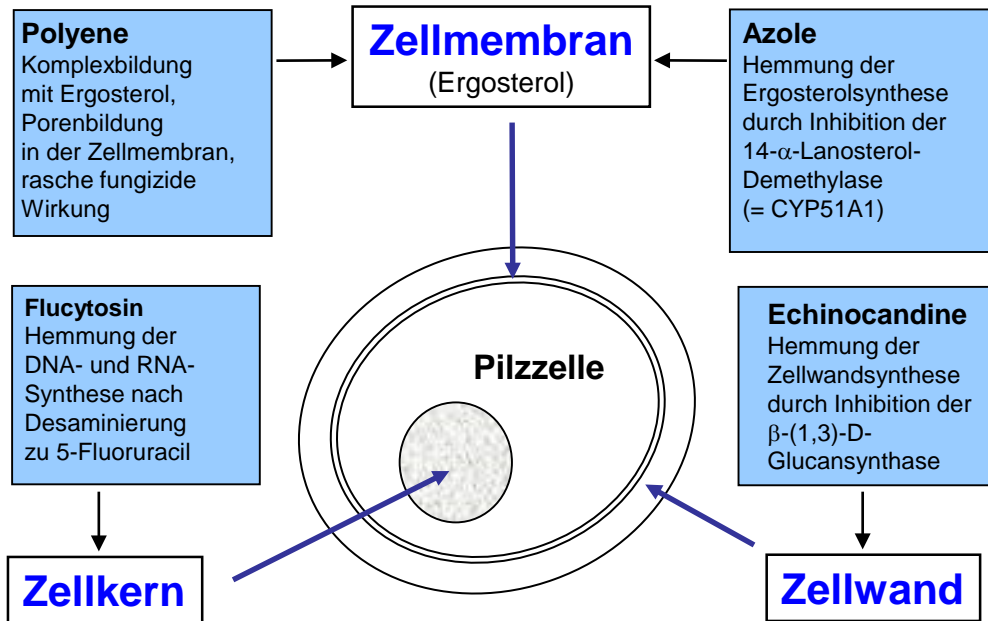 Polyene
Komplexbildung
mit Ergosterol,
Porenbildung
in der Zellmembran,
rasche fungizide
Wirkung
Zellmembran
(Ergosterol)
Azole
Hemmung der
Ergosterolsynthese
durch Inhibition der
14-α-Lanosterol-
Demethylase
(= CYP51A1)
Flucytosin
Hemmung der
DNA- und RNA-
Synthese nach
Desaminierung
zu 5-Fluoruracil
Pilzzelle
Echinocandine
Hemmung der
Zellwandsynthese
durch Inhibition der
β-(1,3)-D-
Glucansynthase
Zellkern
Zellwand